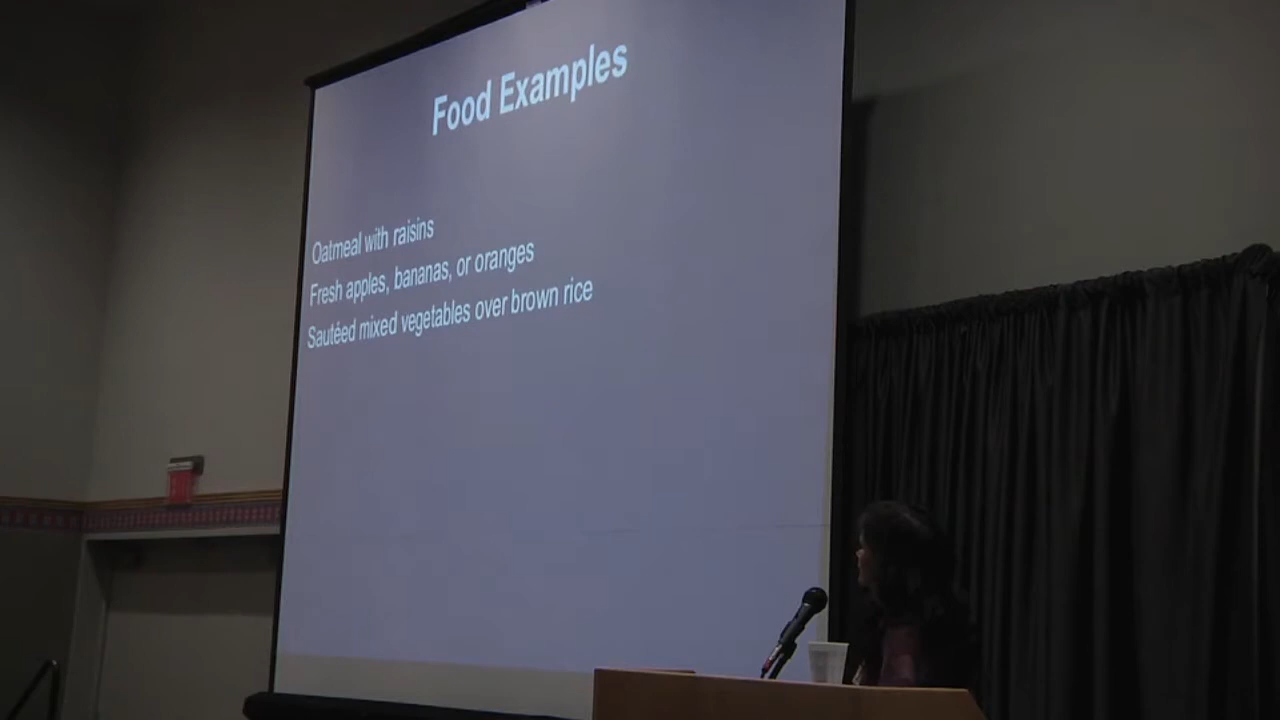 Food Examples
Oatmeal with raisins
Fresh apples, bananas, or oranges
Sautéed mixed vegetables over brown rice